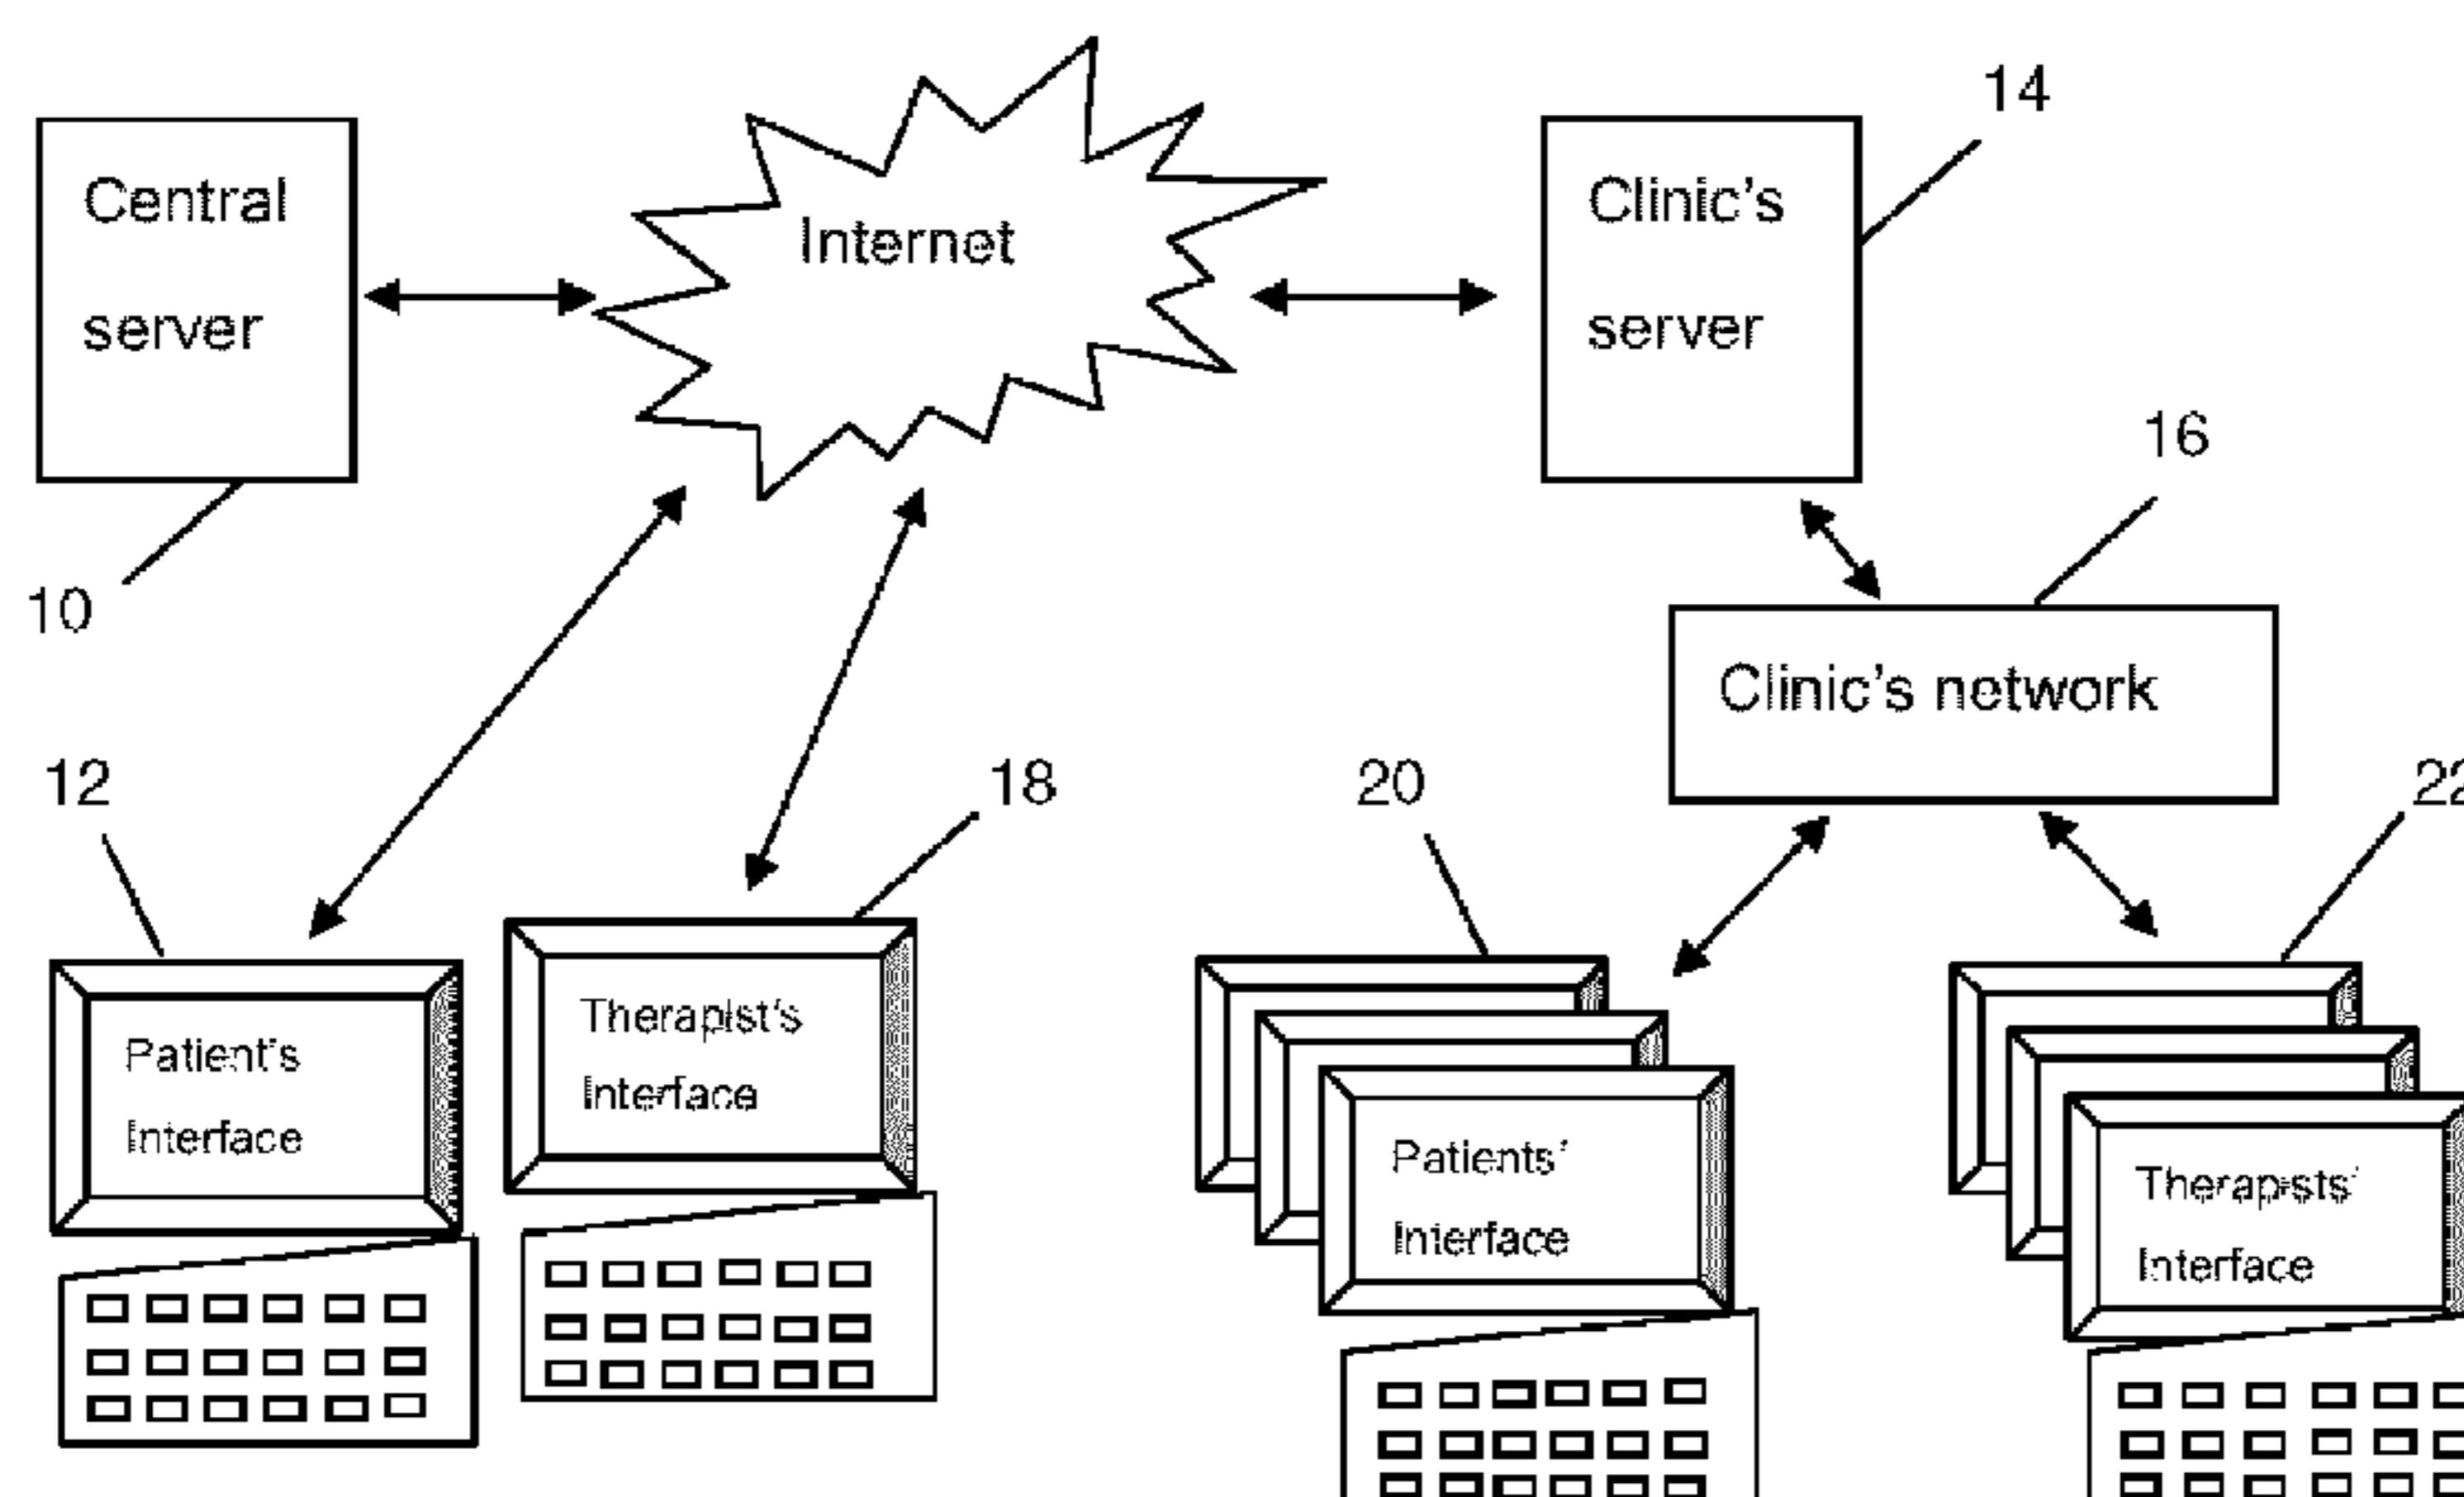 14
Central
server
Internet
Clinic's
server
16
10
Clinic's network
12
18
20
22
Patient's
Interface
Therapist's
Interface
Patients'
Interface
Therapists'
Interface